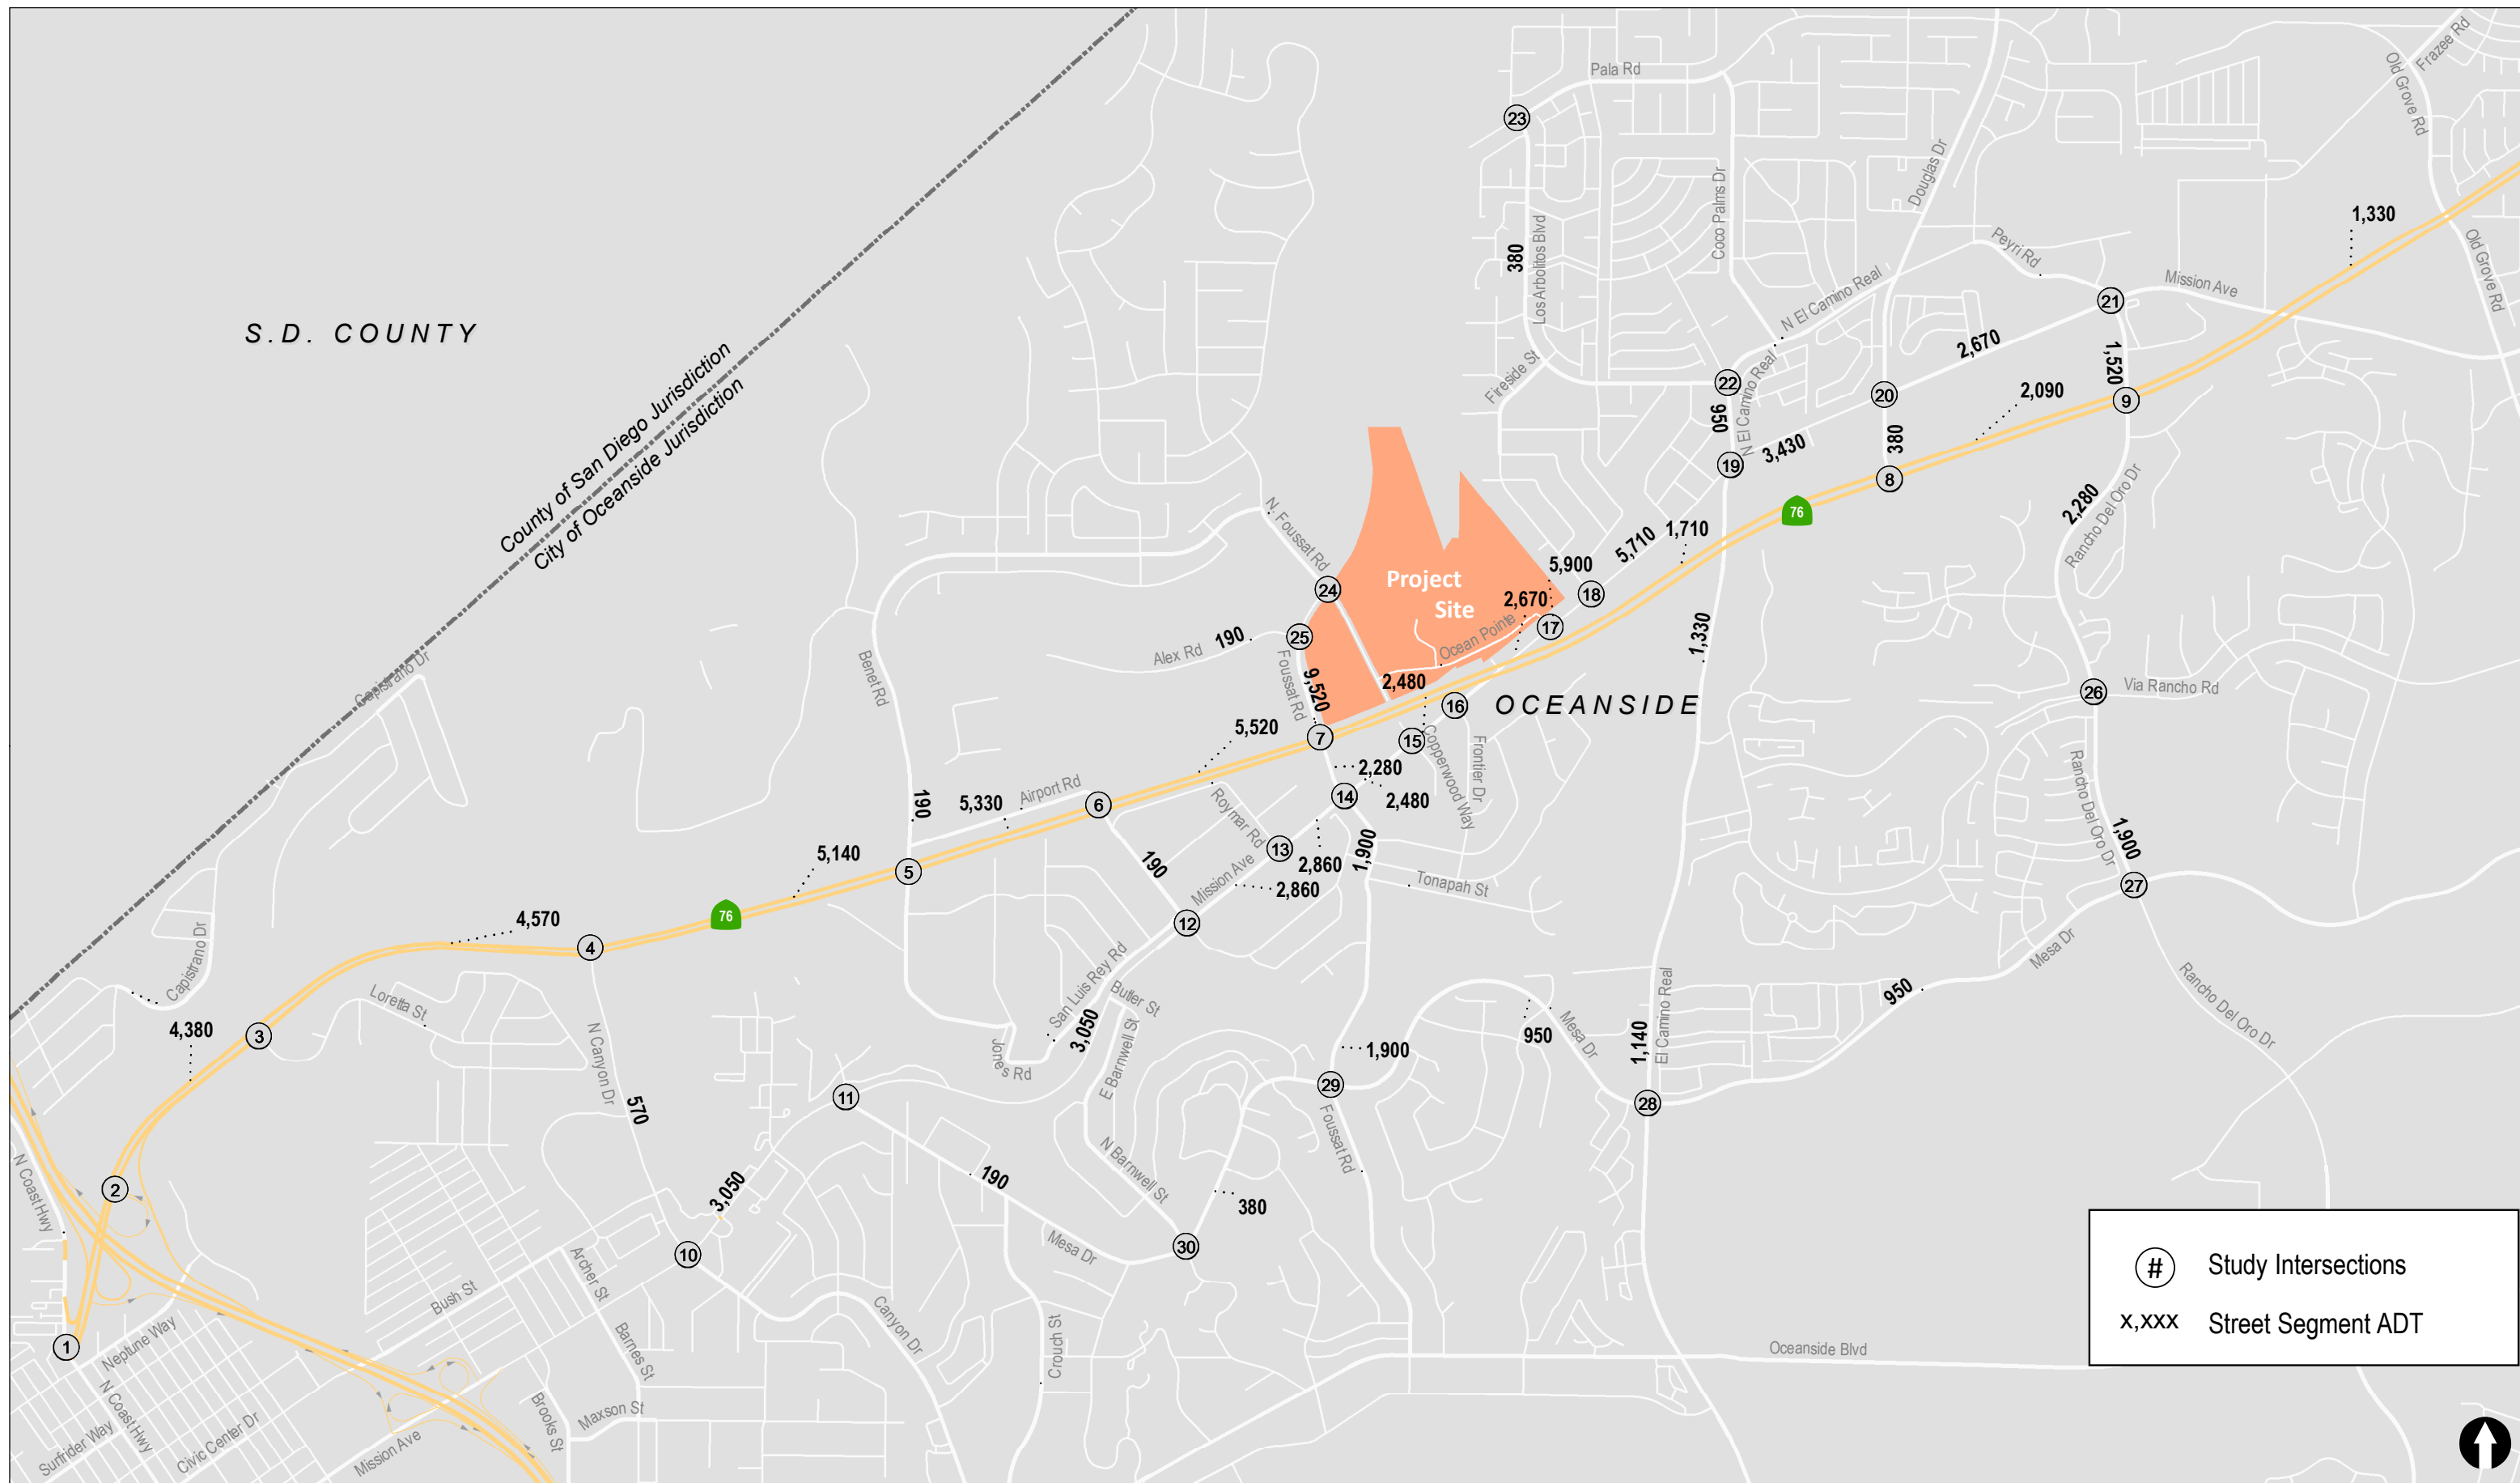 Frazee Rd
Old Grove Rd
Pala Rd
23
Douglas Dr
Coco Palms Dr
1,330
Los Arbolitos Blvd
380
Peyri Rd
Old Grove Rd
N El Camino Real
21
Mission Ave
S.D. COUNTY
2,670
1,520
County of San Diego Jurisdiction
City of Oceanside Jurisdiction
Fireside St
22
N El Camino Real
20
2,090
9
950
380
3,430
19
8
76
2,280
Rancho Del Oro Dr
N. Foussat Rd
5,710
1,710
5,900
Project
Site
24
2,670
18
17
Ocean Pointe
1,330
25
190
Alex Rd
Foussat Rd
9,520
2,480
Capistrano Dr
Benet Rd
16
OCEANSIDE
26
Via Rancho Rd
5,520
7
15
Copperwood Way
Frontier Dr
2,280
Airport Rd
6
5,330
190
14
2,480
Roymar Rd
Rancho Del Oro Dr
1,900
5,140
5
190
13
2,860
1,900
Mission Ave
2,860
Tonapah St
27
76
4,570
4
12
Capistrano Dr
San Luis Rey Rd
Mesa Dr
Loretta St
Butler St
3,050
950
Rancho Del Oro Dr
4,380
3
N Canyon Dr
Jones Rd
E Barnwell St
1,900
950
Mesa Dr
1,140
El Camino Real
11
29
28
570
Foussat Rd
N Coast Hwy
2
3,050
190
N Barnwell St
380
10
Mesa Dr
30
Archer St
Bush St
Canyon Dr
Crouch St
1
Neptune Way
Barnes St
Oceanside Blvd
N Coast Hwy
Brooks St
Maxson St
Surfrider Way
Civic Center Dr
Mission Ave
# Study Intersections
x,xxx Street Segment ADT